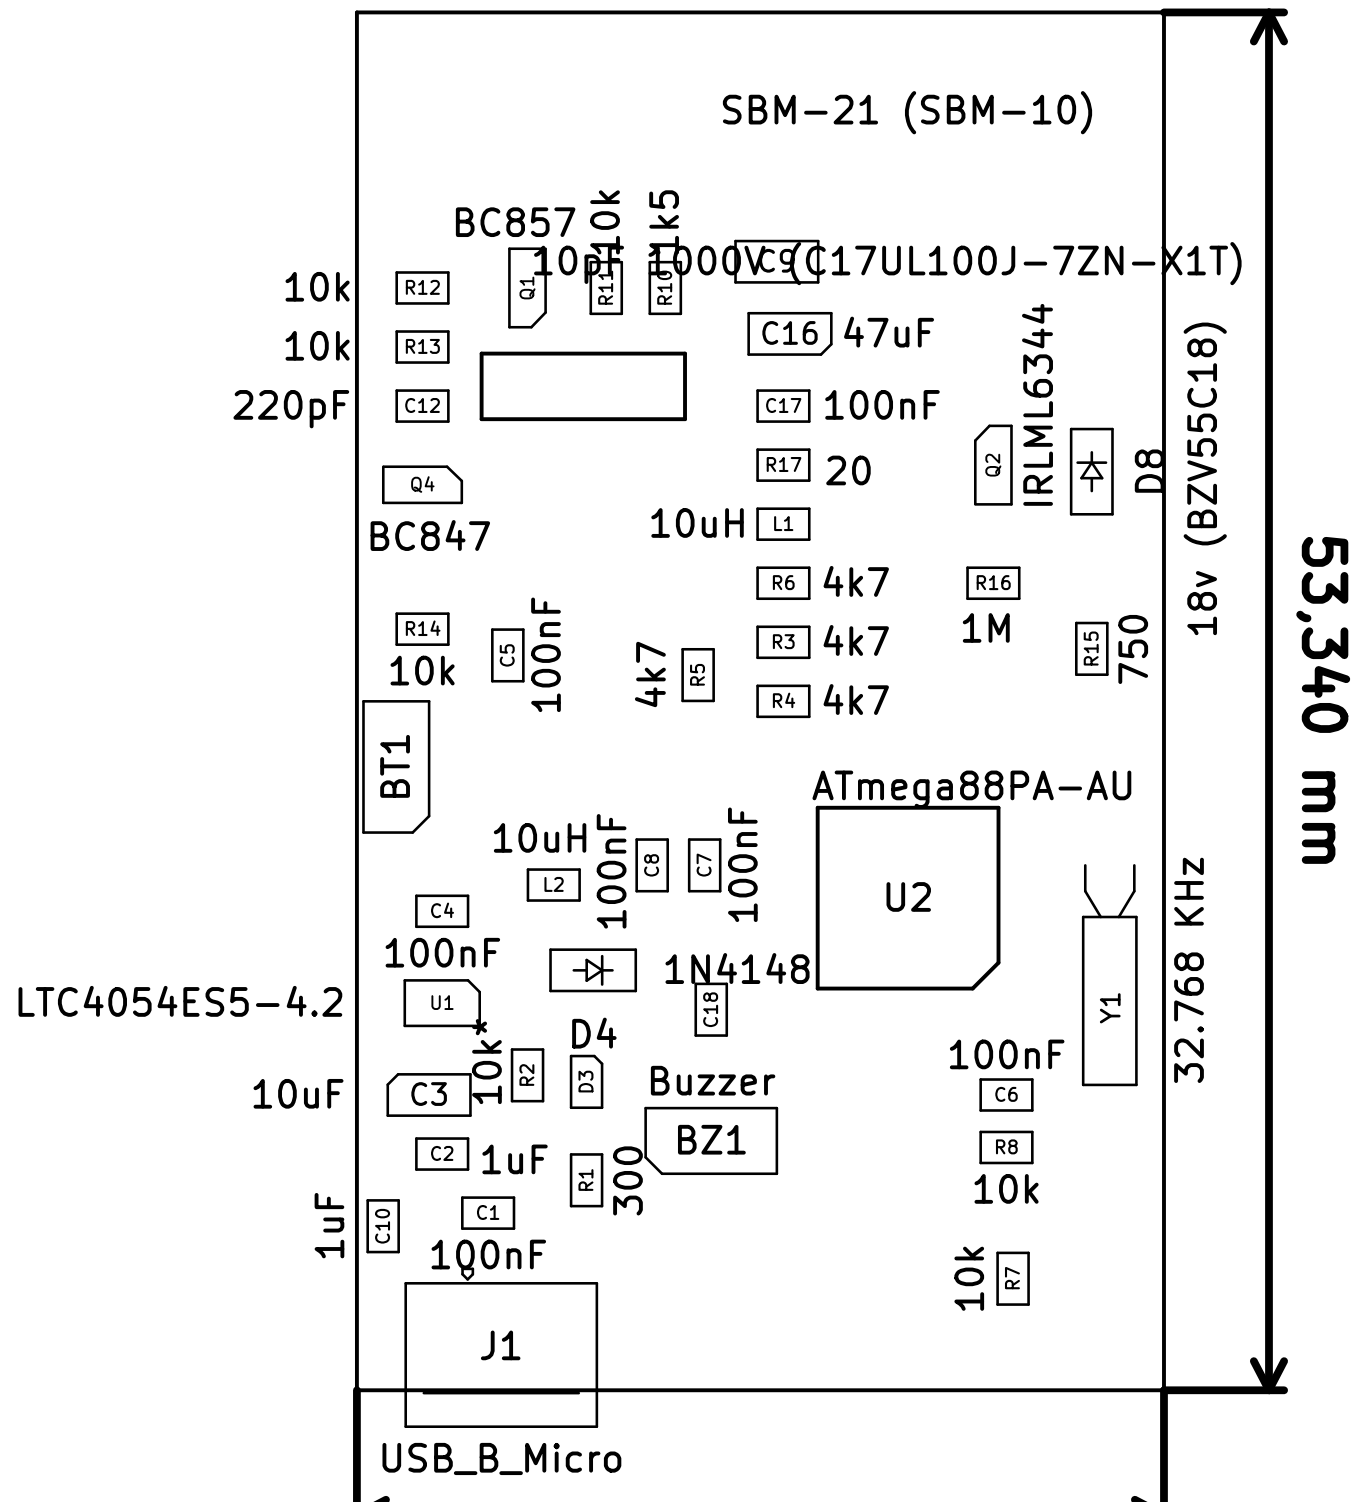 SBM-21 (SBM-10)
BC857
10k
1k5
10pF 1000V (C17UL100J-7ZN-X1T)
C9
10k
R12
Q1
R11
R10
C16
47uF
10k
R13
220pF
C12
C17
100nF
IRLML6344
18v (BZV55C18)
R17
20
Q2
D8
Q4
BC847
10uH
L1
53,340 mm
R6
4k7
R16
1M
R14
10k
C5
100nF
4k7
R5
R3
4k7
R15
750
R4
4k7
BT1
ATmega88PA-AU
10uH
L2
100nF
C8
C7
100nF
U2
C4
100nF
1N4148
32.768 KHz
Y1
LTC4054ES5-4.2
U1
C18
D4
10k*
R2
D3
Buzzer
100nF
10uF
C3
C6
BZ1
C2
1uF
R1
300
R8
10k
1uF
C10
C1
100nF
10k
R7
J1
USB_B_Micro